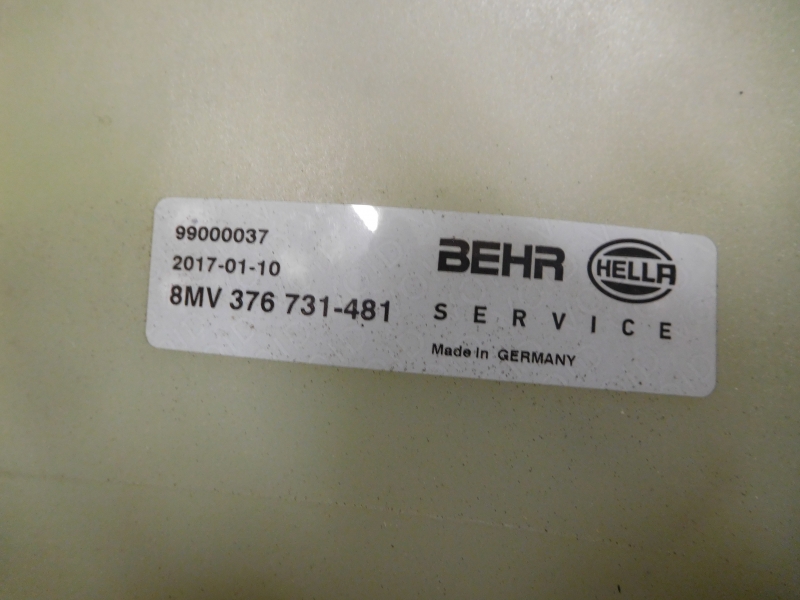 99000037
2017-01-10
8MV 376 731-481
BEHR HELLA
SERVICE
Made In GERMANY